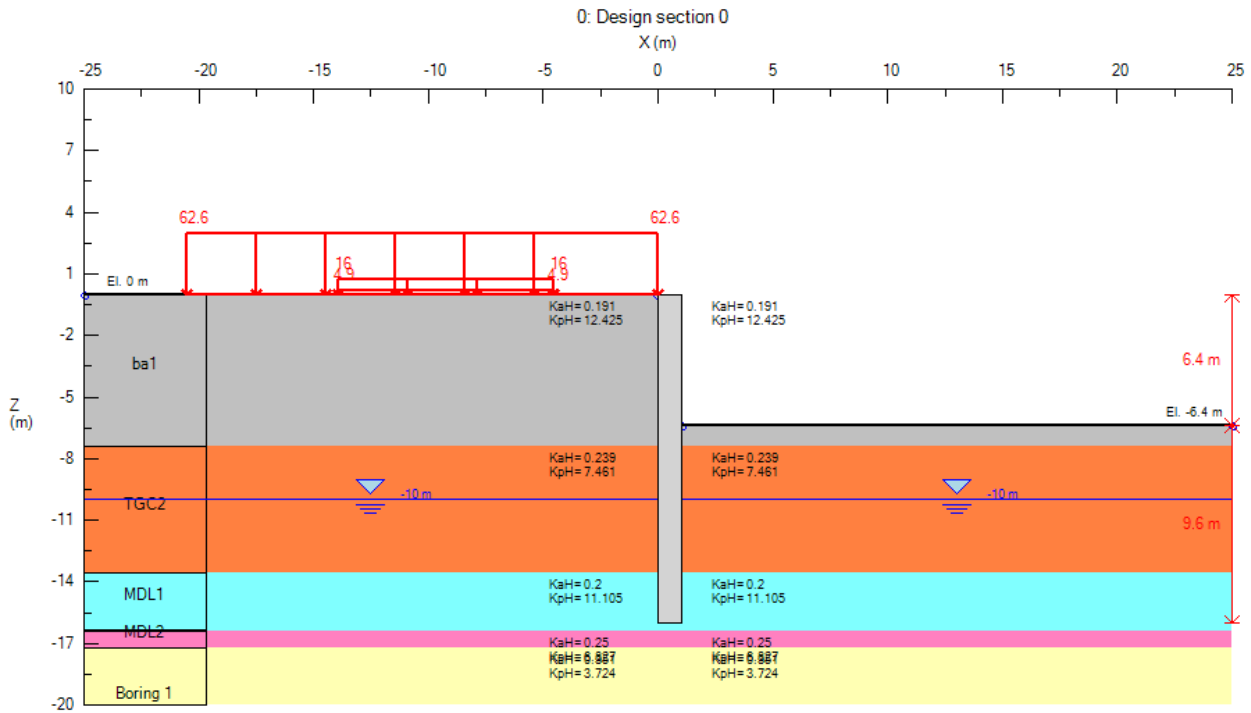 0: Design section 0
X (m)
-25 -20 -15 -10 -5 0 5 10 15 20 25
10
7
4
1
-2
-5
-8
-11
-14
-17
-20
Z
(m)
62.6 62.6
16 16
4.9 4.9
El. 0 m
KaH= 0.191 KaH= 0.191
KpH= 12.425 KpH= 12.425
ba1
6.4 m
El. -6.4 m
KaH= 0.239 KaH= 0.239
KpH= 7.461 KpH= 7.461
-10 m -10 m
TGC2
9.6 m
KaH= 0.2 KaH= 0.2
KpH= 11.105 KpH= 11.105
MDL1
MDL2
KaH= 0.25 KaH= 0.25
KpH= 3.724 KpH= 3.724
Boring 1